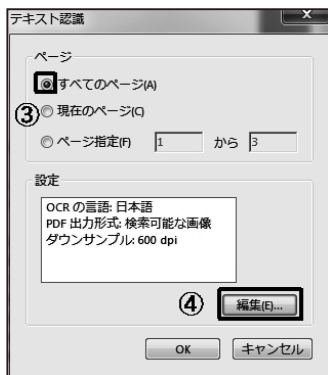 テキスト認識
x
ページ
すべてのページ(A)
③ 現在のページ(C)
ページ指定(F) 1 から 3
設定
OCR の言語: 日本語
PDF 出力形式: 検索可能な画像
ダウンサンプル: 600 dpi
④ 編集(E)...
OK キャンセル